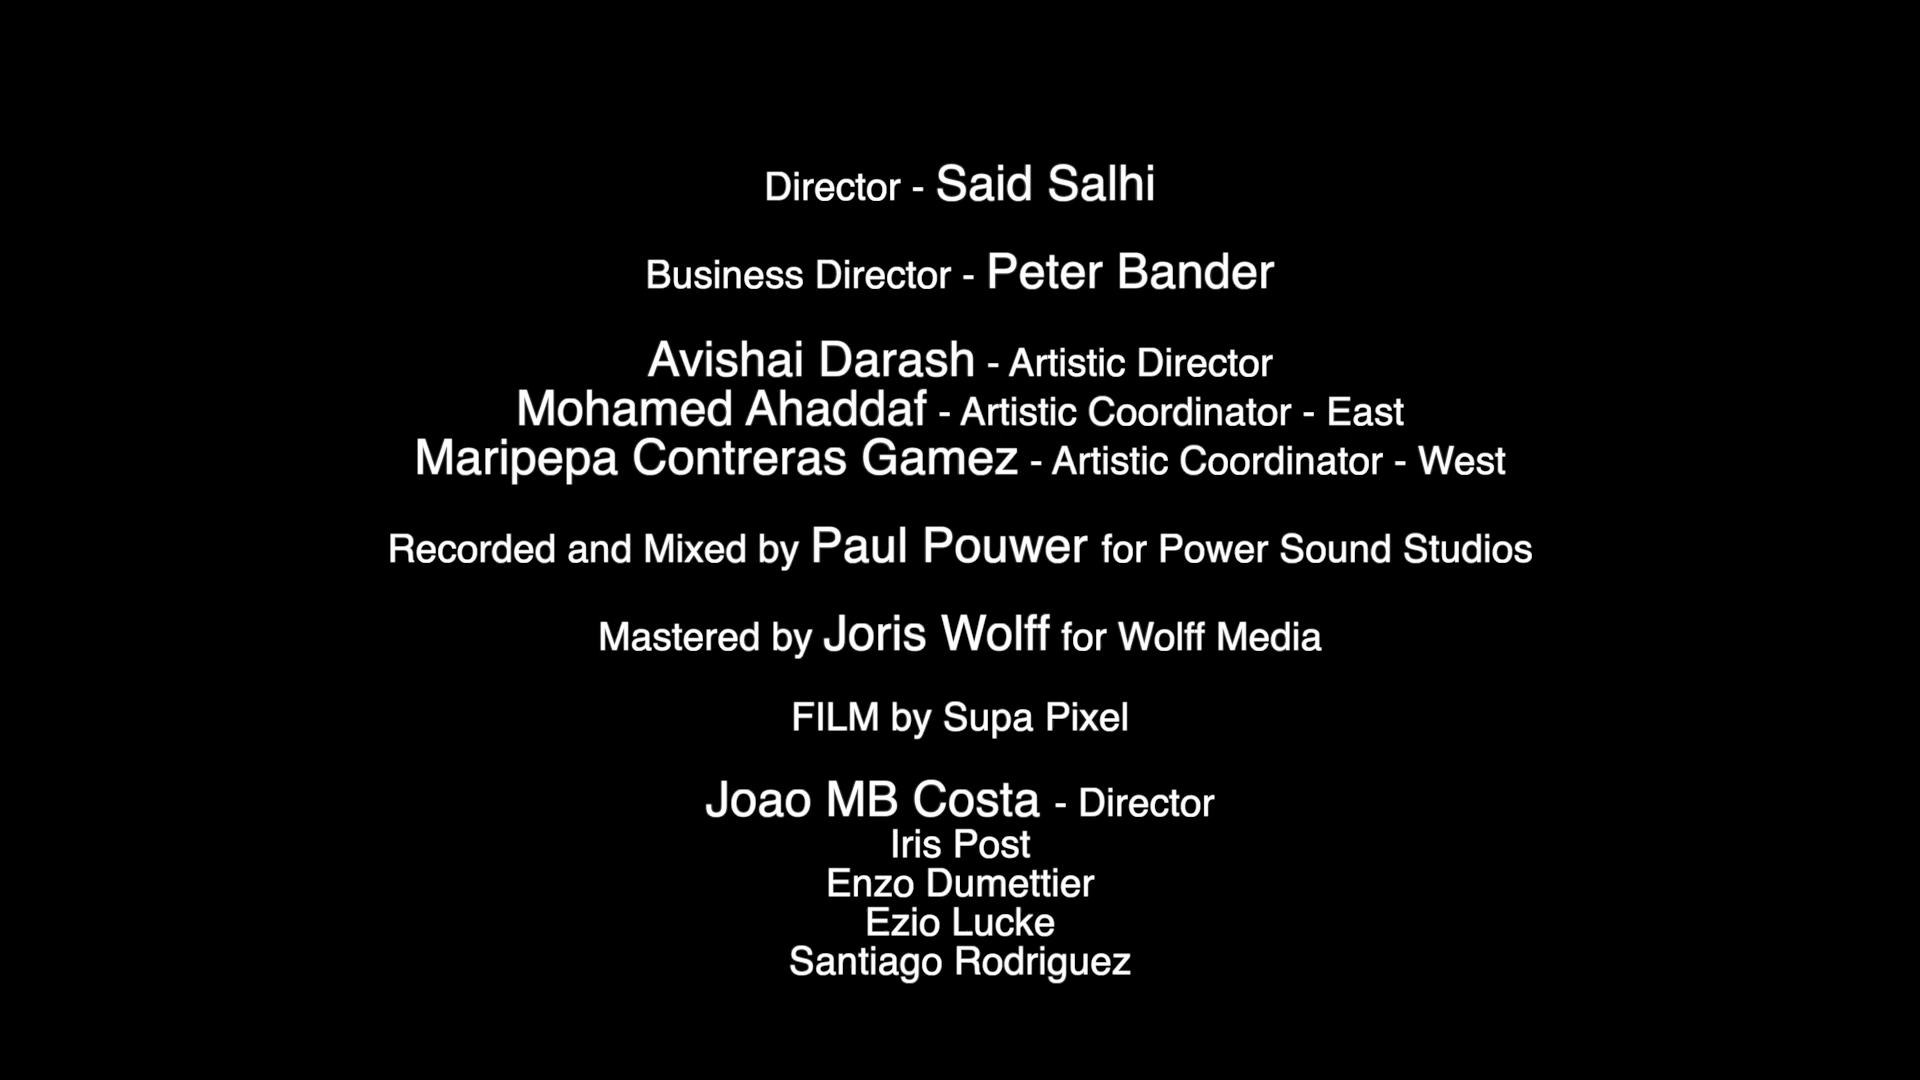 Director - Said Salhi
Business Director - Peter Bander
Avishai Darash - Artistic Director
Mohamed Ahaddaf - Artistic Coordinator - East
Maripepa Contreras Gamez - Artistic Coordinator - West
Recorded and Mixed by Paul Pouwer for Power Sound Studios
Mastered by Joris Wolff for Wolff Media
FILM by Supa Pixel
Joao MB Costa - Director
Iris Post
Enzo Dumettier
Ezio Lucke
Santiago Rodriguez